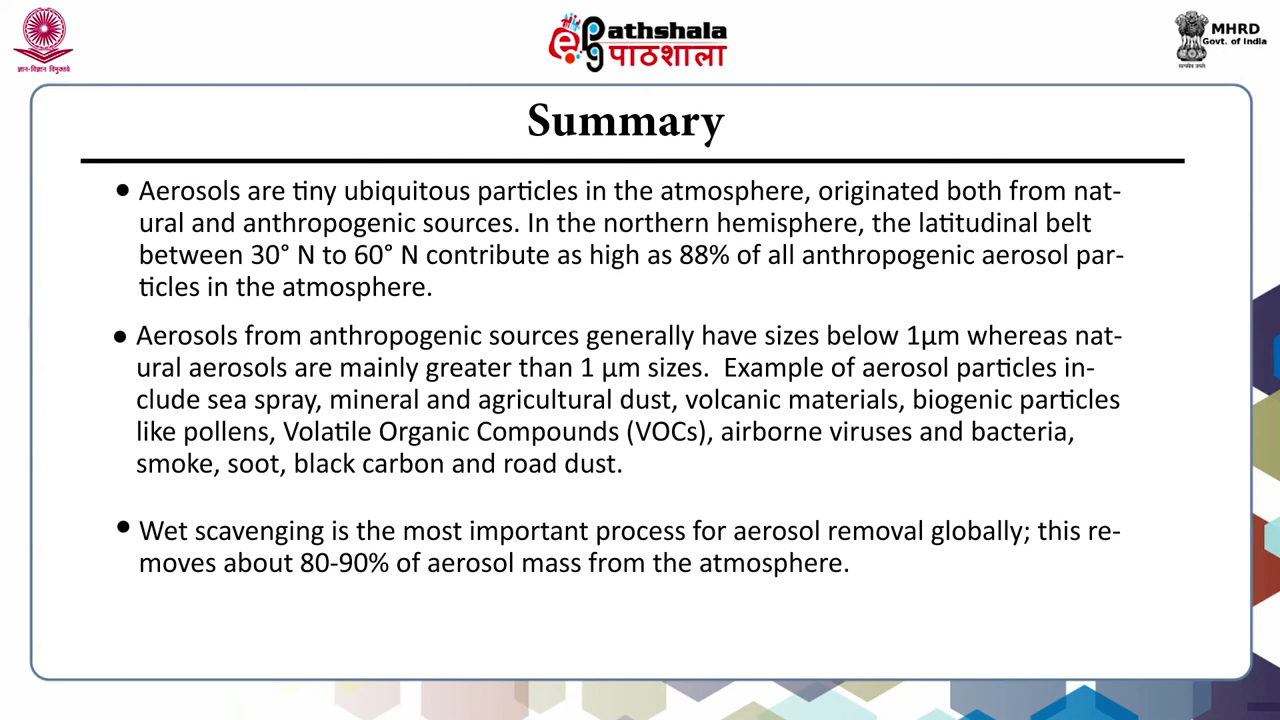 ज्ञान-विज्ञान विमुक्तये
ePathshala
पाठशाला
MHRD
Govt. of India
सत्यमेव जयते
Summary
• Aerosols are tiny ubiquitous particles in the atmosphere, originated both from nat-
ural and anthropogenic sources. In the northern hemisphere, the latitudinal belt
between 30° N to 60° N contribute as high as 88% of all anthropogenic aerosol par-
ticles in the atmosphere.
• Aerosols from anthropogenic sources generally have sizes below 1µm whereas nat-
ural aerosols are mainly greater than 1 µm sizes.  Example of aerosol particles in-
clude sea spray, mineral and agricultural dust, volcanic materials, biogenic particles
like pollens, Volatile Organic Compounds (VOCs), airborne viruses and bacteria,
smoke, soot, black carbon and road dust.
• Wet scavenging is the most important process for aerosol removal globally; this re-
moves about 80-90% of aerosol mass from the atmosphere.